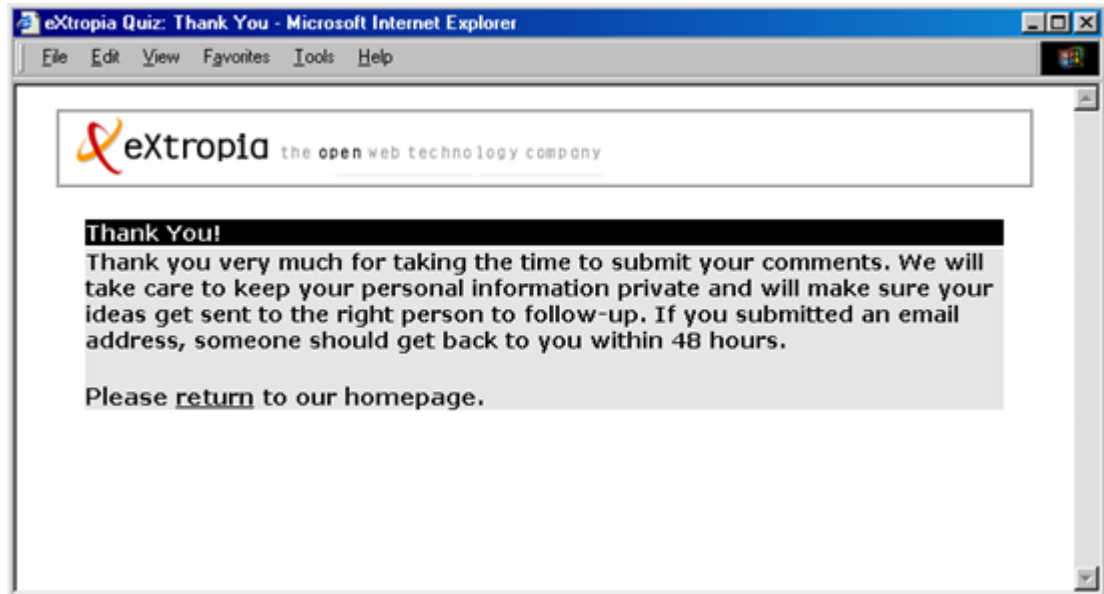 eXtropia Quiz: Thank You - Microsoft Internet Explorer
File Edit View Favorites Tools Help
eXtropia the open web technology company
Thank You!
Thank you very much for taking the time to submit your comments. We will
take care to keep your personal information private and will make sure your
ideas get sent to the right person to follow-up. If you submitted an email
address, someone should get back to you within 48 hours.
Please return to our homepage.